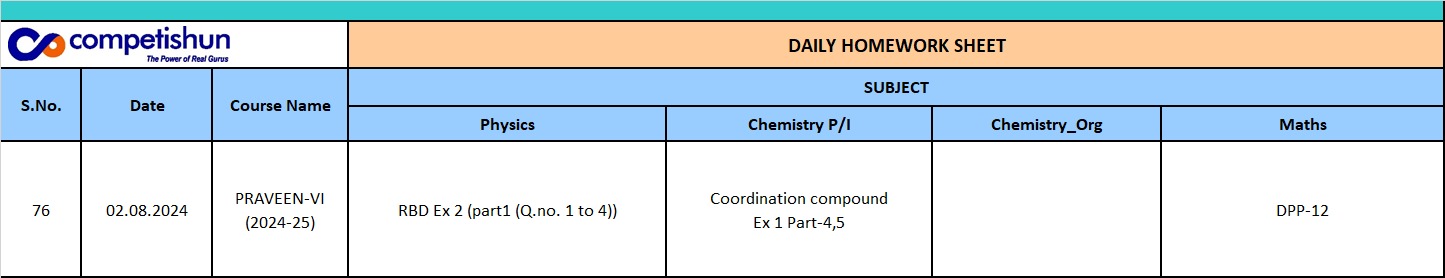 competishun
The Power of Real Gurus
DAILY HOMEWORK SHEET
S.No.
Date
Course Name
SUBJECT
Physics
Chemistry P/I
Chemistry_Org
Maths
76
02.08.2024
PRAVEEN-VI
(2024-25)
RBD Ex 2 (part1 (Q.no. 1 to 4))
Coordination compound
Ex 1 Part-4,5
DPP-12